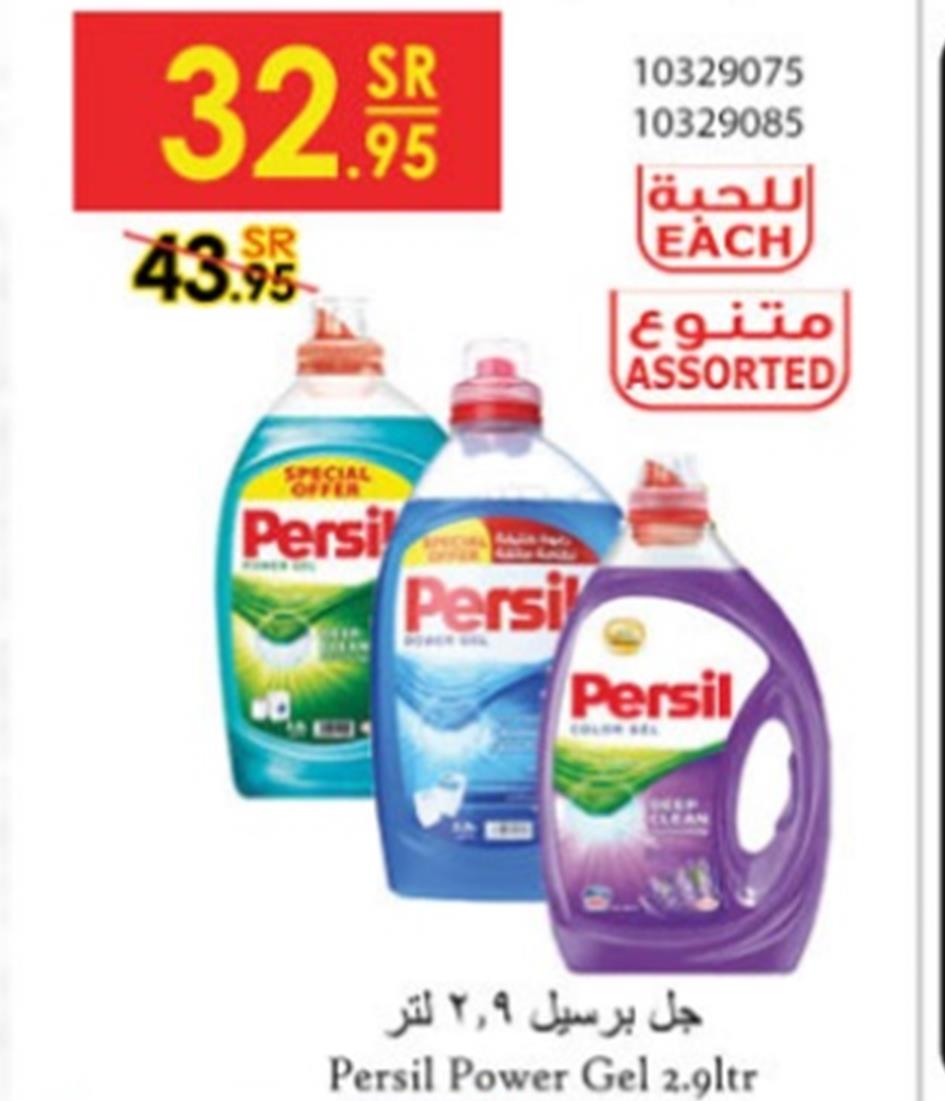 32.95 SR
10329075
10329085
للحبة
EACH
43.95 SR
متنوع
ASSORTED
SPECIAL
OFFER
Persil
POWER GEL
DEEP
CLEAN
SPECIAL
OFFER
Persil
POWER GEL
Persil
COLOR GEL
DEEP
CLEAN
جل برسيل ٢,٩ لتر
Persil Power Gel 2.9ltr